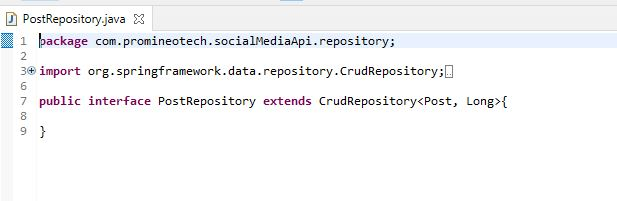 PostRepository.java
1 package com.promineotech.socialMediaApi.repository;
2
3 import org.springframework.data.repository.CrudRepository;
6
7 public interface PostRepository extends CrudRepository<Post, Long>{
8
9 }